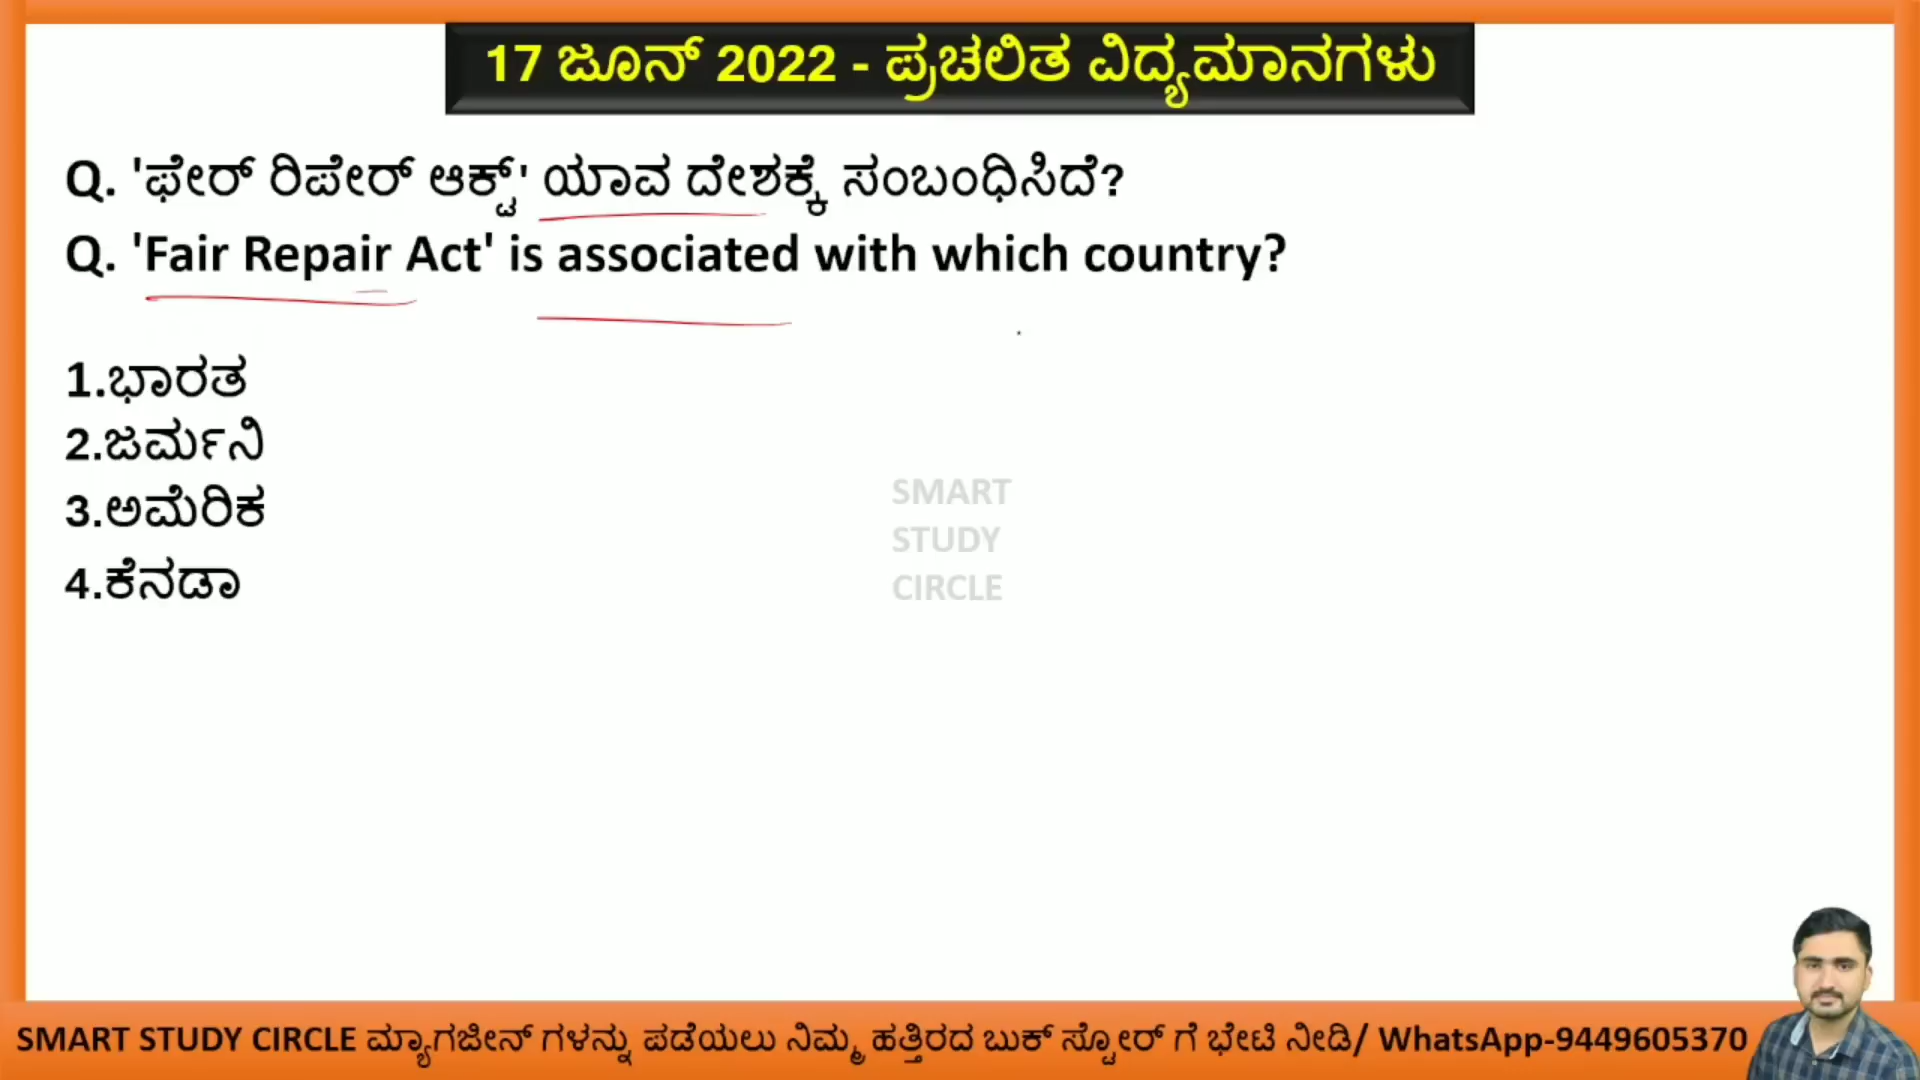 17 ಜೂನ್ 2022 - ಪ್ರಚಲಿತ ವಿದ್ಯಮಾನಗಳು
Q. 'ಫೇರ್ ರಿಪೇರ್ ಆಕ್ಟ್' ಯಾವ ದೇಶಕ್ಕೆ ಸಂಬಂಧಿಸಿದೆ?
Q. 'Fair Repair Act' is associated with which country?
1.ಭಾರತ
2.ಜರ್ಮನಿ
3.ಅಮೆರಿಕ
4.ಕೆನಡಾ
SMART
STUDY
CIRCLE
SMART STUDY CIRCLE ಮ್ಯಾಗಜೀನ್ ಗಳನ್ನು ಪಡೆಯಲು ನಿಮ್ಮ ಹತ್ತಿರದ ಬುಕ್ ಸ್ಟೋರ್ ಗೆ ಭೇಟಿ ನೀಡಿ/ WhatsApp-9449605370